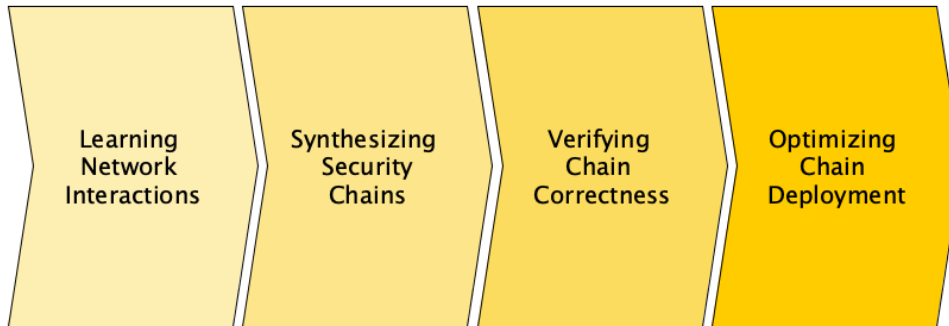 Learning
Network
Interactions
Synthesizing
Security
Chains
Verifying
Chain
Correctness
Optimizing
Chain
Deployment